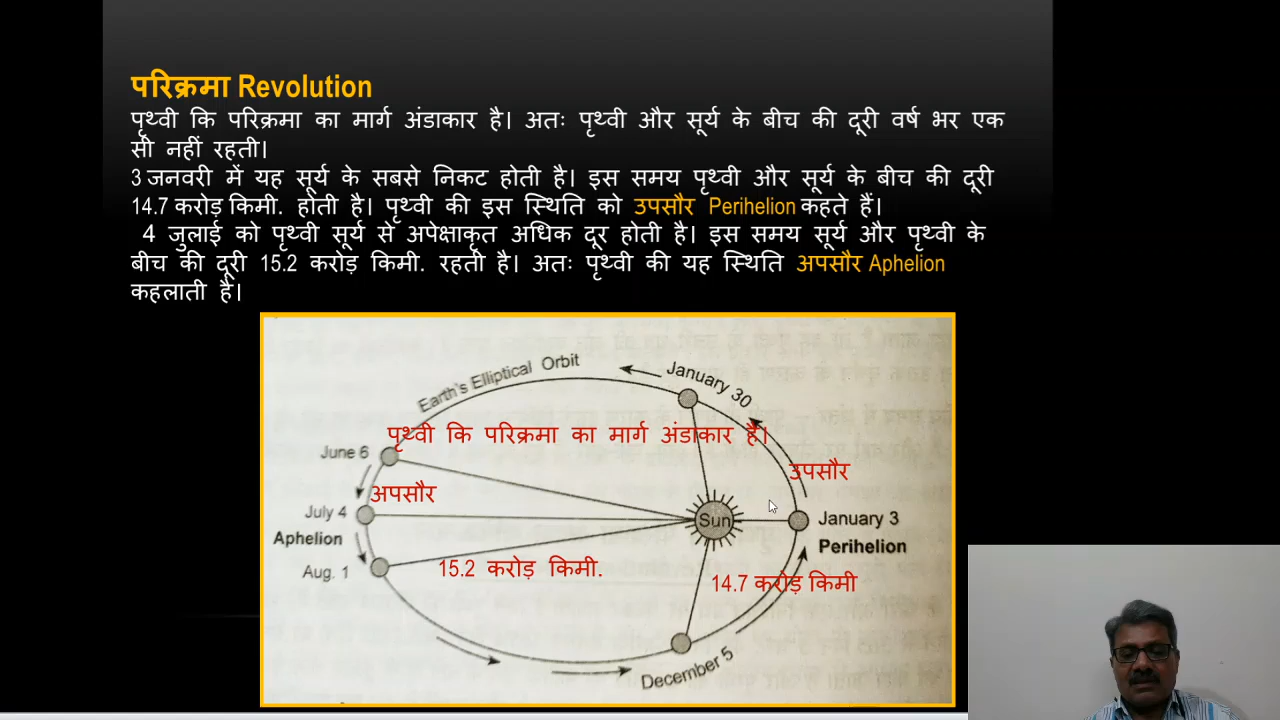 परिक्रमा Revolution
पृथ्वी कि परिक्रमा का मार्ग अंडाकार है। अतः पृथ्वी और सूर्य के बीच की दूरी वर्ष भर एक
सी नहीं रहती।
3 जनवरी में यह सूर्य के सबसे निकट होती है। इस समय पृथ्वी और सूर्य के बीच की दूरी
14.7 करोड़ किमी. होती है। पृथ्वी की इस स्थिति को उपसौर Perihelion कहते हैं।
4 जुलाई को पृथ्वी सूर्य से अपेक्षाकृत अधिक दूर होती है। इस समय सूर्य और पृथ्वी के
बीच की दूरी 15.2 करोड़ किमी. रहती है। अतः पृथ्वी की यह स्थिति अपसौर Aphelion
कहलाती है।
Earth's Elliptical Orbit
January 30
पृथ्वी कि परिक्रमा का मार्ग अंडाकार है।
June 6
उपसौर
अपसौर
July 4
Sun
January 3
Aphelion
Perihelion
Aug. 1
15.2 करोड़ किमी.
14.7 करोड़ किमी
December 5